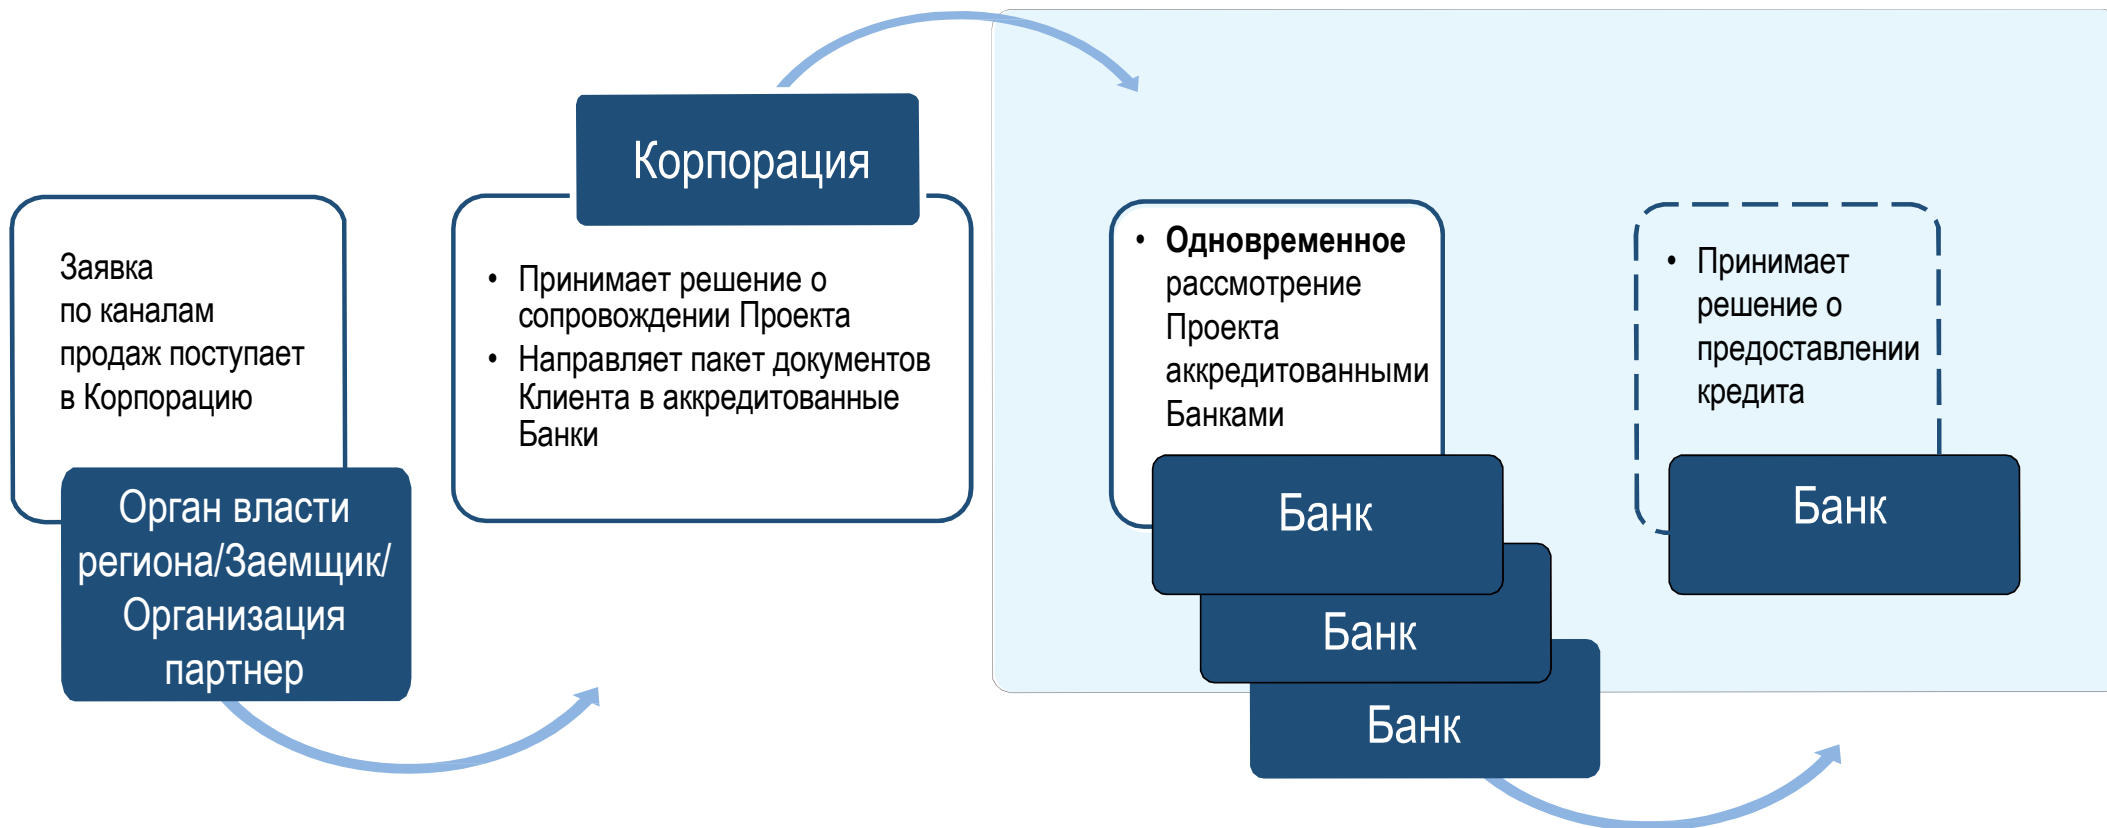 Заявка
по каналам
продаж поступает
в Корпорацию
Орган власти
региона/Заемщик/
Организация
партнер
Корпорация
• Принимает решение о
сопровождении Проекта
• Направляет пакет документов
Клиента в аккредитованные
Банки
• Одновременное
рассмотрение
Проекта
аккредитованными
Банками
Банк
Банк
Банк
• Принимает
решение о
предоставлении
кредита
Банк